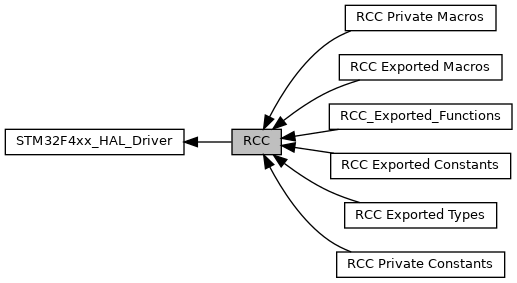 RCC Private Macros
RCC Exported Macros
RCC_Exported_Functions
STM32F4xx_HAL_Driver
RCC
RCC Exported Constants
RCC Exported Types
RCC Private Constants